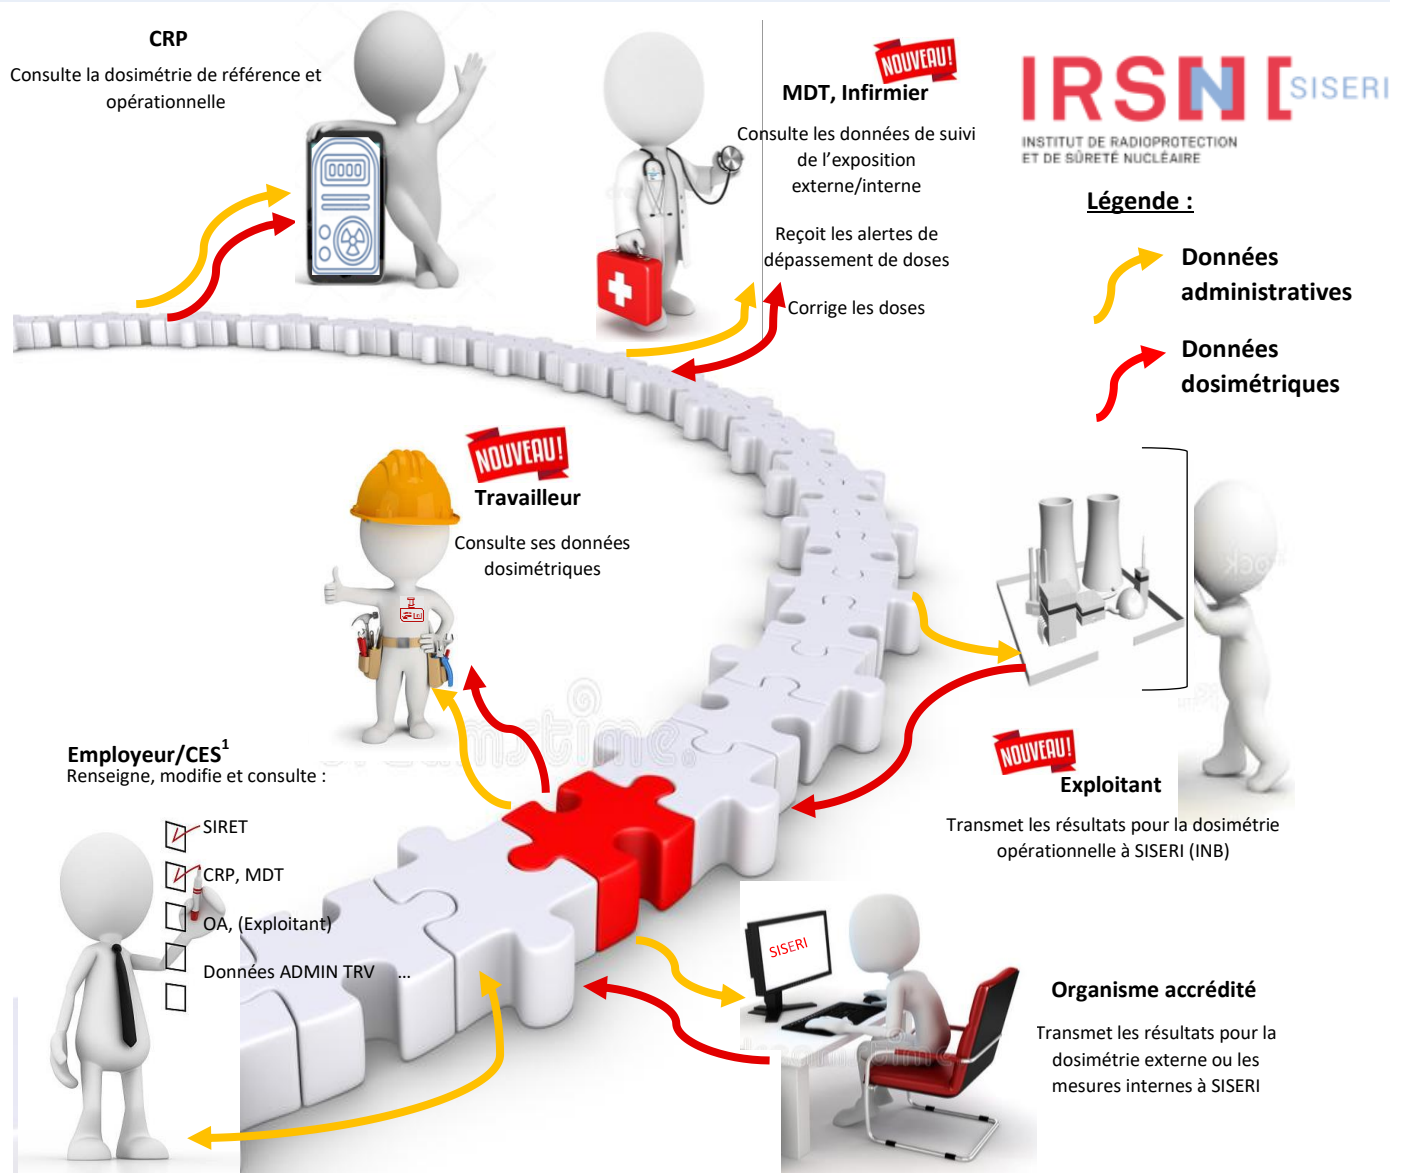 CRP
Consulte la dosimétrie de référence et
opérationnelle
NOUVEAU!
MDT, Infirmier
Consulte les données de suivi
de l'exposition
externe/interne
Reçoit les alertes de
dépassement de doses
Corrige les doses
IRSN [SISERI
INSTITUT DE RADIOPROTECTION
ET DE SÛRETÉ NUCLÉAIRE
Légende :
Données
administratives
Données
dosimétriques
NOUVEAU!
Travailleur
Consulte ses données
dosimétriques
NOUVEAU!
Exploitant
Transmet les résultats pour la dosimétrie
opérationnelle à SISERI (INB)
Employeur/CES1
Renseigne, modifie et consulte :
SIRET
CRP, MDT
OA, (Exploitant)
Données ADMIN TRV ...
SISERI
Organisme accrédité
Transmet les résultats pour la
dosimétrie externe ou les
mesures internes à SISERI